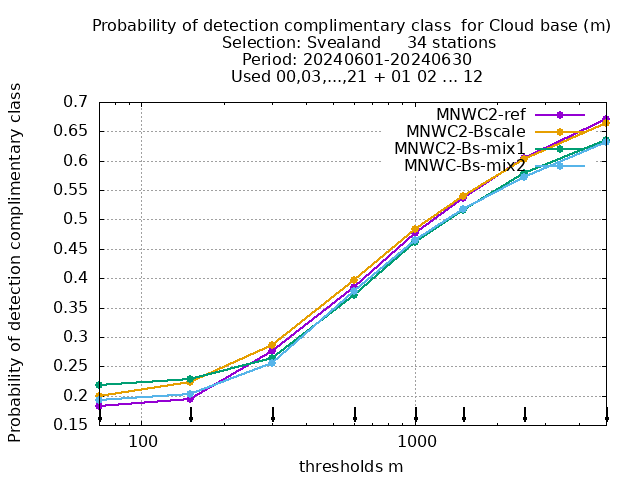 Probability of detection complimentary class  for Cloud base (m)
Selection: Svealand     34 stations
Period: 20240601-20240630
Used 00,03,...,21 + 01 02 ... 12
Probability of detection complimentary class
0.7
0.65
0.6
0.55
0.5
0.45
0.4
0.35
0.3
0.25
0.2
0.15
MNWC2-ref
MNWC2-Bscale
MNWC2-Bs-mix1
MNWC-Bs-mix2
100
1000
thresholds m